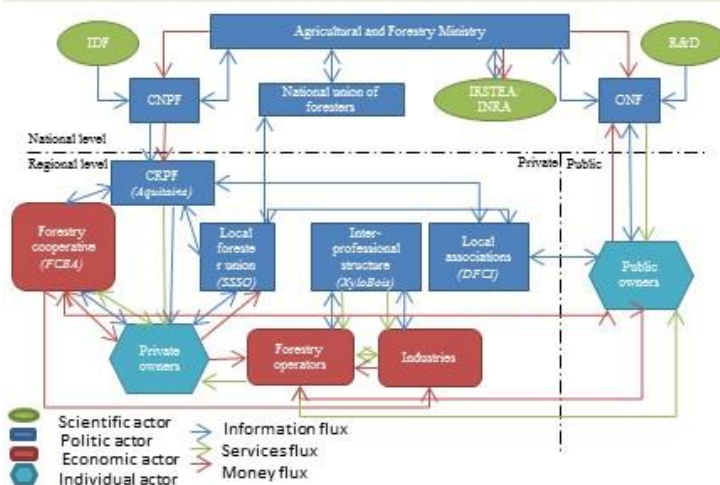 IDF
Agricultural and Forestry Ministry
R&D
CNPF
National union of
foresters
IRSTEA/
INRA
ONF
National level
Regional level
Private
Public
CRPF
(Aquitaine)
Forestry
cooperative
(FCBA)
Local
foreste
r union
(SSSO)
Inter-
professional
structure
(XyloBois)
Local
associations
(DFCI)
Public
owners
Private
owners
Forestry
operators
Industries
Scientific actor
Politic actor
Economic actor
Individual actor
Information flux
Services flux
Money flux